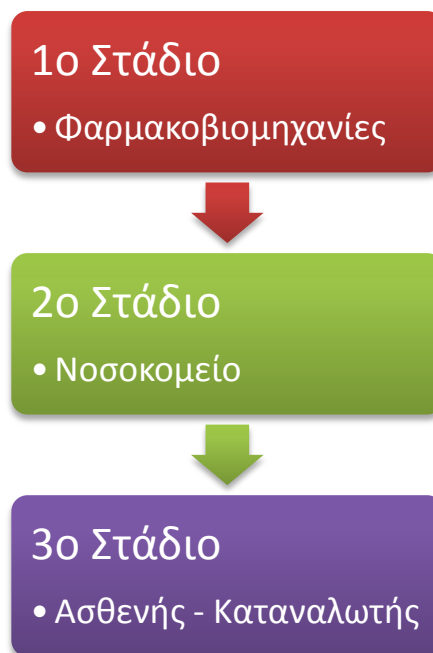 1ο Στάδιο
• Φαρμακοβιομηχανίες
2ο Στάδιο
• Νοσοκομείο
3ο Στάδιο
• Ασθενής - Καταναλωτής